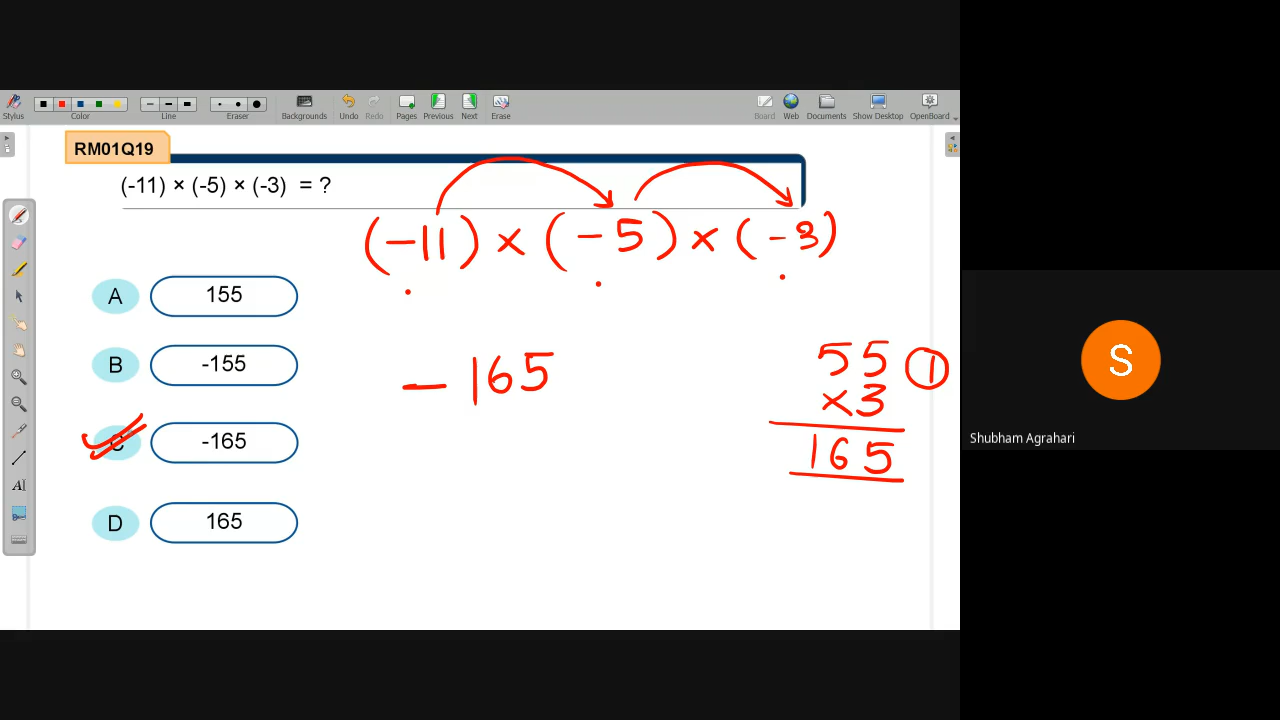 Stylus
Color
Line
Eraser
Backgrounds
Undo
Redo
Pages
Previous
Next
Erase
Board
Web
Documents
Show Desktop
OpenBoard
RM01Q19
(-11) × (-5) × (-3) = ?
(-11) × (-5) × (-3)
A 155
B -155
C -165
D 165
- 165
55 1
×3
165
S
Shubham Agrahari